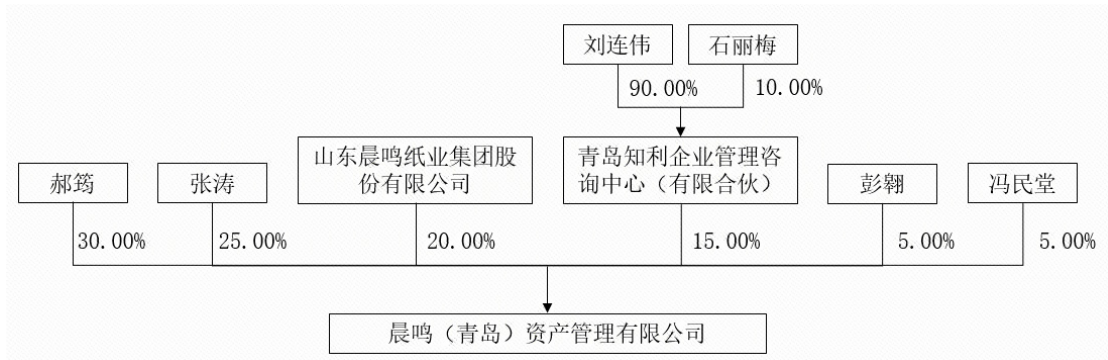 刘连伟 石丽梅
90.00% 10.00%
郝筠 张涛 山东晨鸣纸业集团股份有限公司 青岛知利企业管理咨询中心（有限合伙） 彭翱 冯民堂
30.00% 25.00% 20.00% 15.00% 5.00% 5.00%
晨鸣（青岛）资产管理有限公司